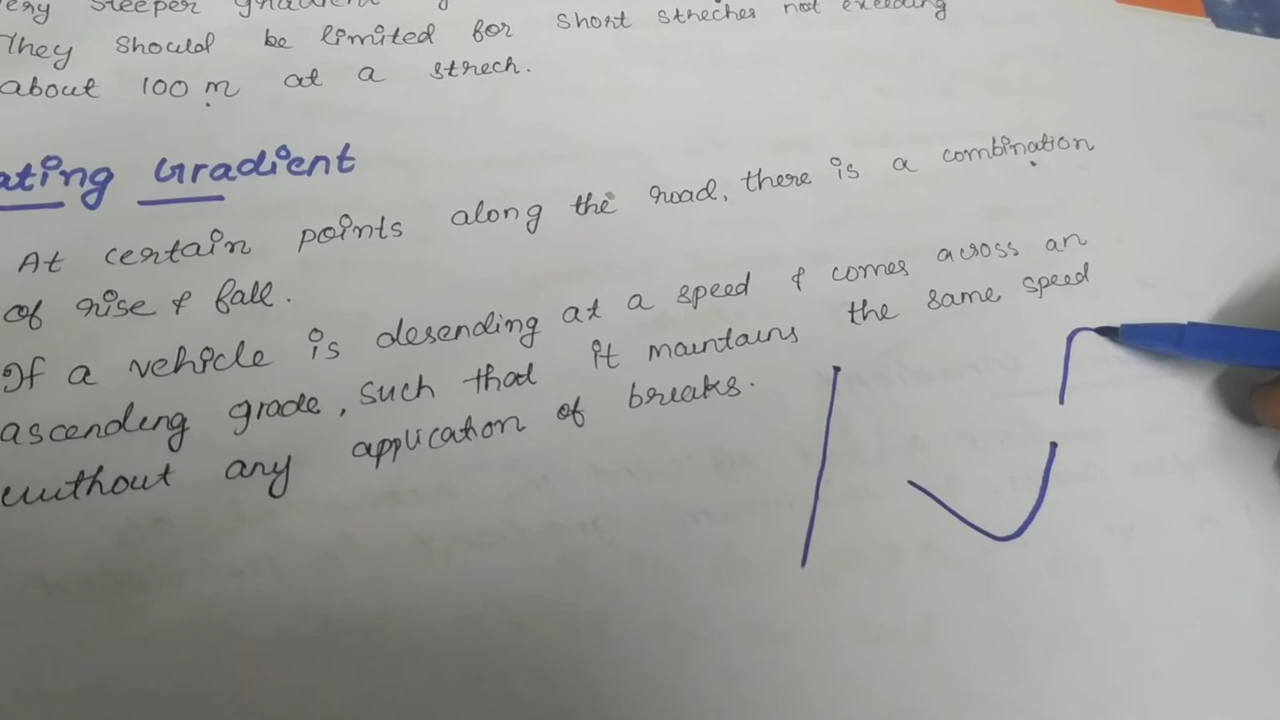 steeper
They should be limited for short streches not exceeding
about 100 m at a strech.
ating Gradient
At certain points along the road, there is a combination
of rise & fall.
If a vehicle is desending at a speed & comes across an
ascending grade, such that it maintains the same speed
without any application of breaks.